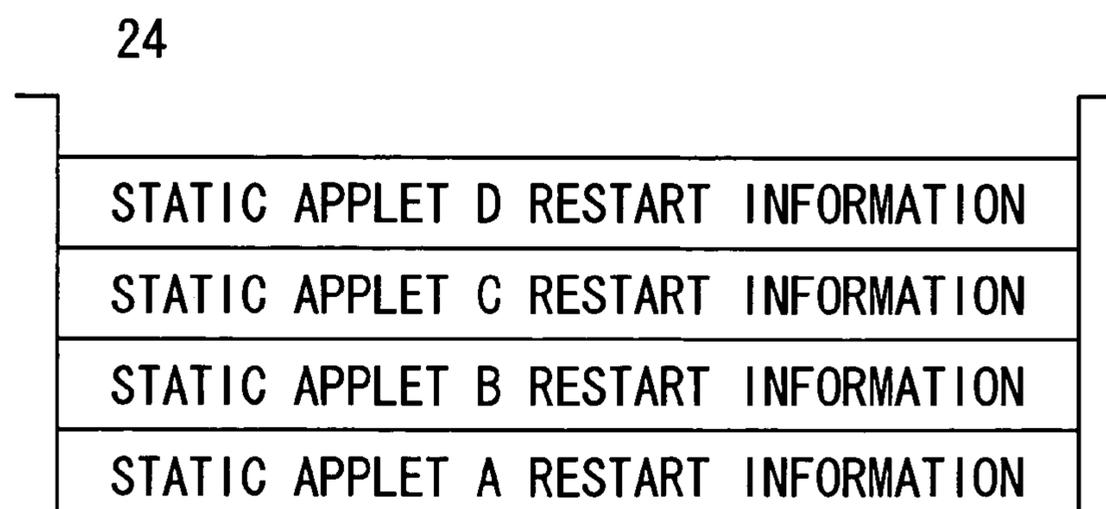 24
STATIC APPLET D RESTART INFORMATION
STATIC APPLET C RESTART INFORMATION
STATIC APPLET B RESTART INFORMATION
STATIC APPLET A RESTART INFORMATION